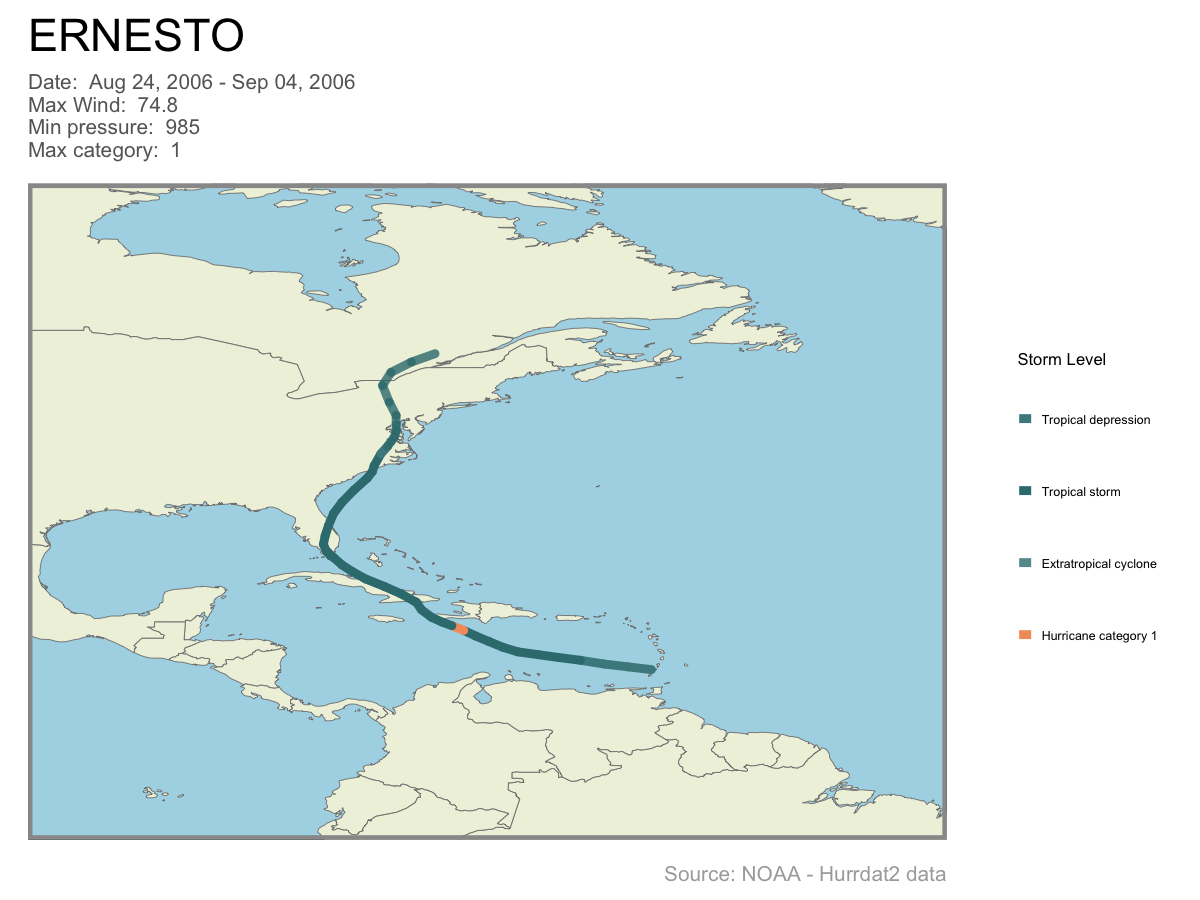 ERNESTO
Date:  Aug 24, 2006 - Sep 04, 2006
Max Wind:  74.8
Min pressure:  985
Max category:  1
Storm Level
Tropical depression
Tropical storm
Extratropical cyclone
Hurricane category 1
Source: NOAA - Hurrdat2 data